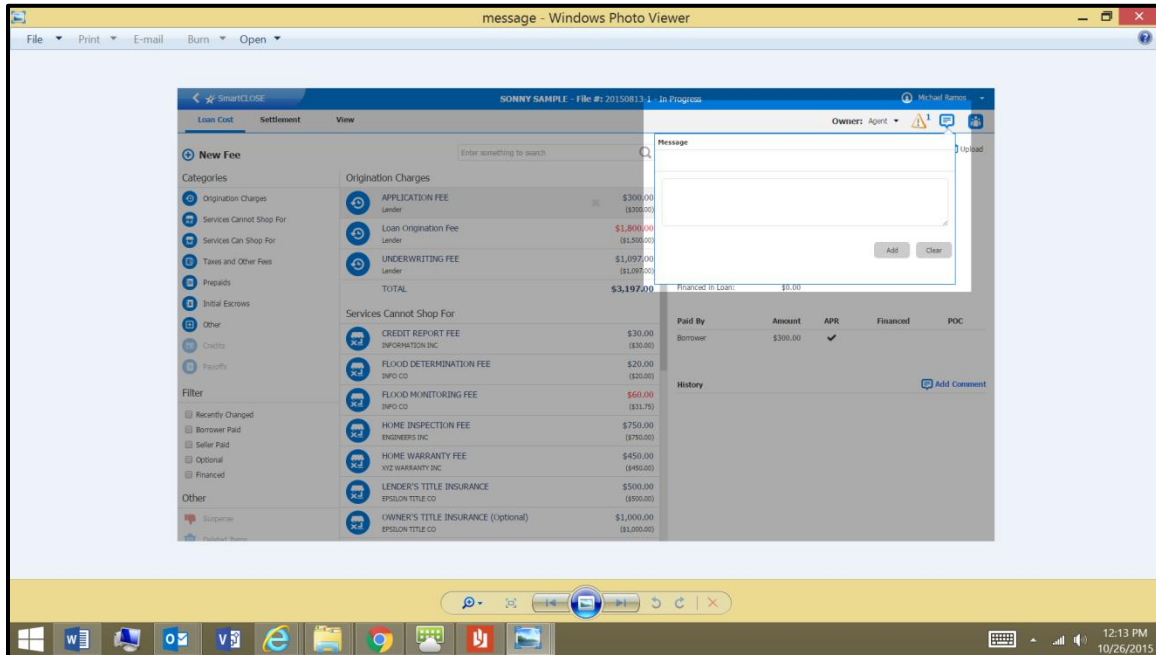 message - Windows Photo Viewer
File Print E-mail Burn Open
SmartCLOSE
SONNY SAMPLE - File #: 20150813-1 - In Progress
Michael Ramos
Loan Cost Settlement View
Owner: Agent
1
New Fee
Enter something to search
Message
Upload
Add Clear
Categories
Origination Charges
Services Cannot Shop For
Services Can Shop For
Taxes and Other Fees
Prepaids
Initial Escrows
Other
Credits
Payoffs
Filter
Recently Changed
Borrower Paid
Seller Paid
Optional
Financed
Other
Suspense
Deleted Items
Origination Charges
APPLICATION FEE $300.00
Lender ($300.00)
Loan Origination Fee $1,800.00
Lender ($1,500.00)
UNDERWRITING FEE $1,097.00
Lender ($1,097.00)
TOTAL $3,197.00
Services Cannot Shop For
CREDIT REPORT FEE $30.00
INFORMATION INC ($30.00)
FLOOD DETERMINATION FEE $20.00
INFO CO ($20.00)
FLOOD MONITORING FEE $60.00
INFO CO ($31.75)
HOME INSPECTION FEE $750.00
ENGINEERS INC ($750.00)
HOME WARRANTY FEE $450.00
XYZ WARRANTY INC ($450.00)
LENDER'S TITLE INSURANCE $500.00
EPSILON TITLE CO ($500.00)
OWNER'S TITLE INSURANCE (Optional) $1,000.00
EPSILON TITLE CO ($1,000.00)
Financed in Loan: $0.00
Paid By Amount APR Financed POC
Borrower $300.00
History Add Comment
12:13 PM
10/26/2015